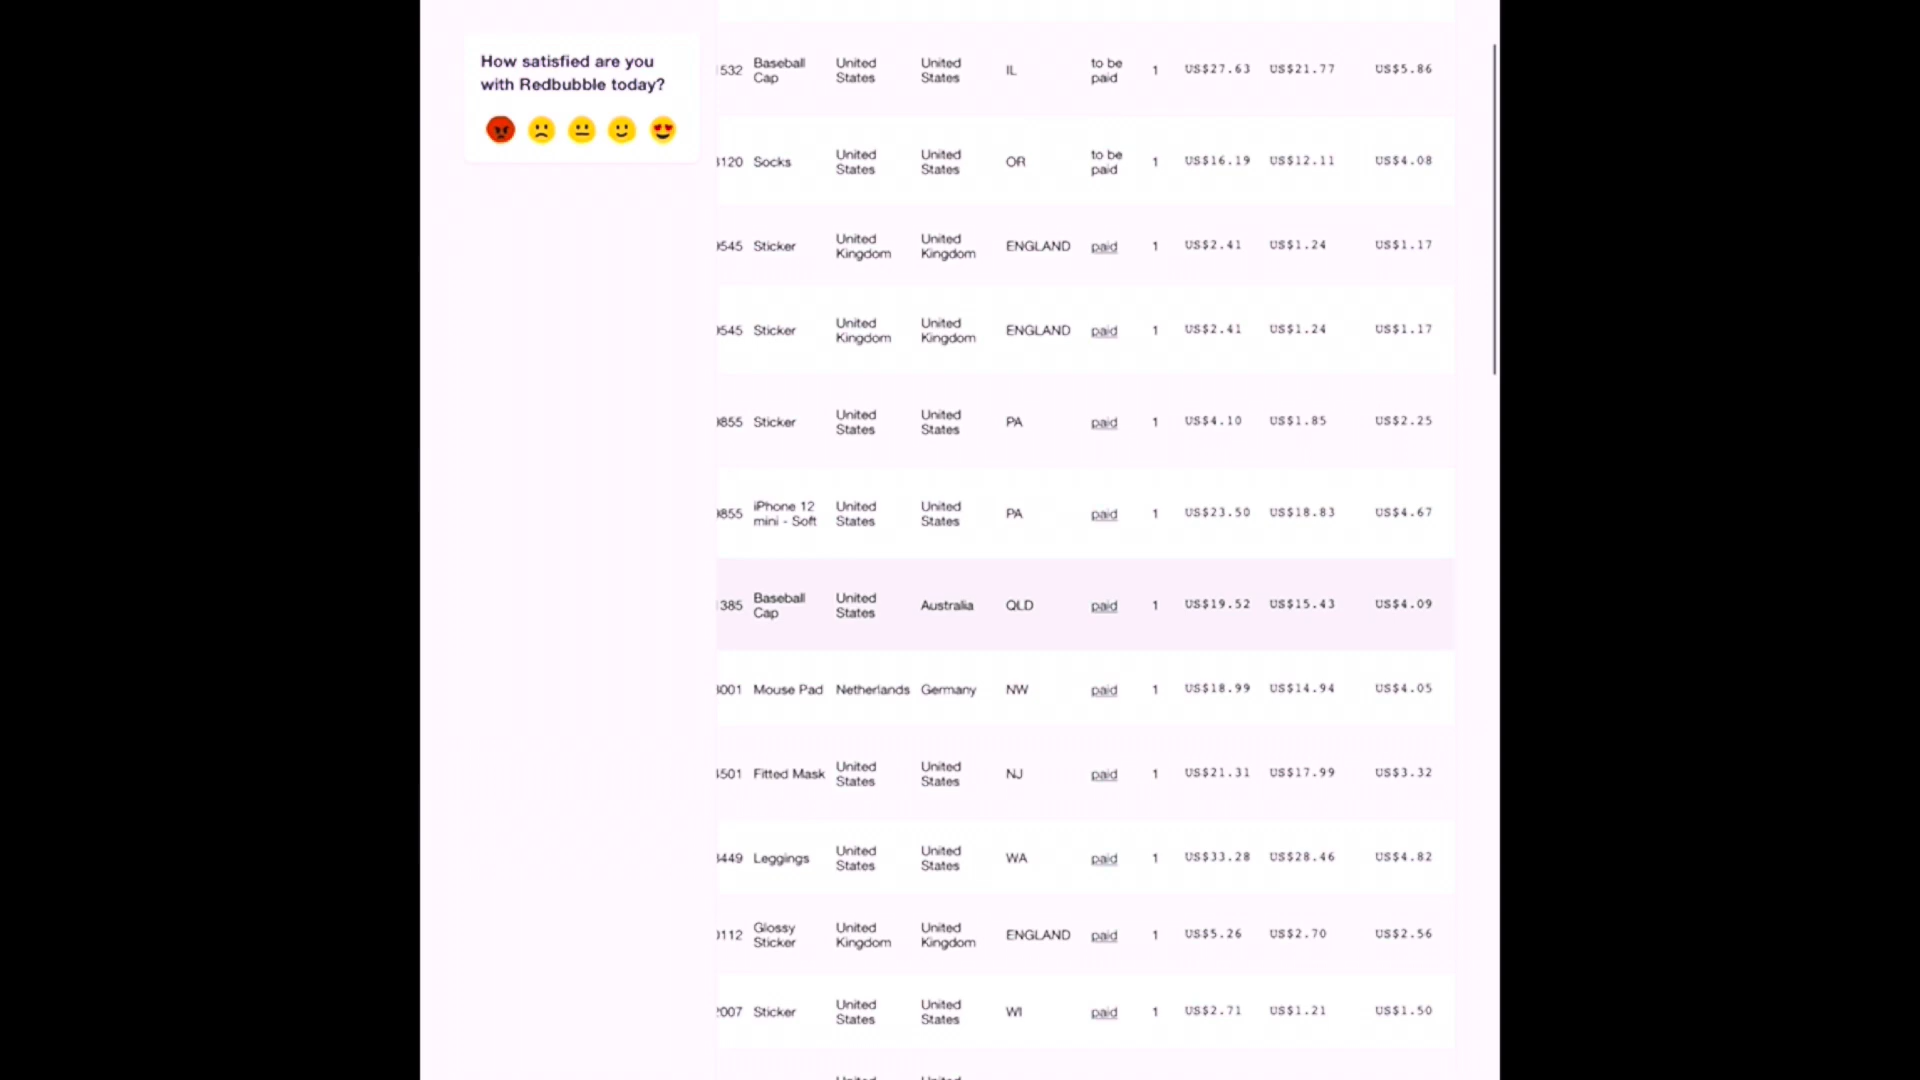 How satisfied are you
with Redbubble today?
532 Baseball Cap United States United States IL to be paid 1 US$27.63 US$21.77 US$5.86
120 Socks United States United States OR to be paid 1 US$16.19 US$12.11 US$4.08
545 Sticker United Kingdom United Kingdom ENGLAND paid 1 US$2.41 US$1.24 US$1.17
545 Sticker United Kingdom United Kingdom ENGLAND paid 1 US$2.41 US$1.24 US$1.17
855 Sticker United States United States PA paid 1 US$4.10 US$1.85 US$2.25
855 iPhone 12 mini - Soft United States United States PA paid 1 US$23.50 US$18.83 US$4.67
385 Baseball Cap United States Australia QLD paid 1 US$19.52 US$15.43 US$4.09
001 Mouse Pad Netherlands Germany NW paid 1 US$18.99 US$14.94 US$4.05
501 Fitted Mask United States United States NJ paid 1 US$21.31 US$17.99 US$3.32
449 Leggings United States United States WA paid 1 US$33.28 US$28.46 US$4.82
112 Glossy Sticker United Kingdom United Kingdom ENGLAND paid 1 US$5.26 US$2.70 US$2.56
007 Sticker United States United States WI paid 1 US$2.71 US$1.21 US$1.50
United United